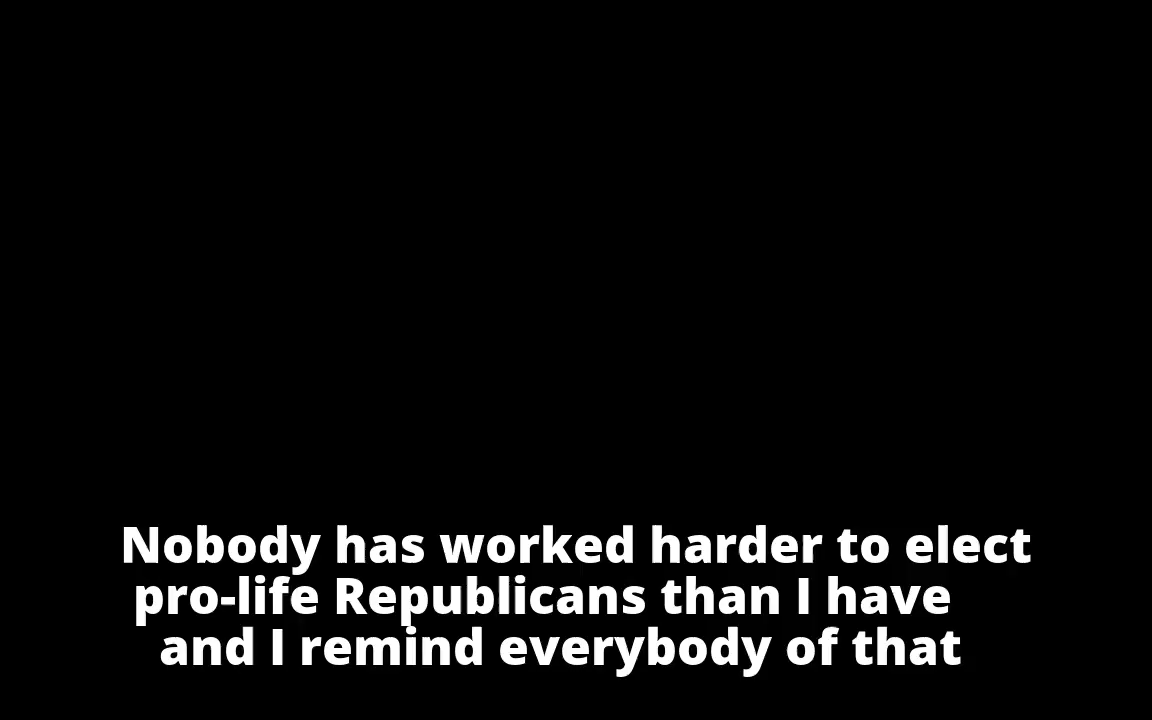 Nobody has worked harder to elect
pro-life Republicans than I have
and I remind everybody of that